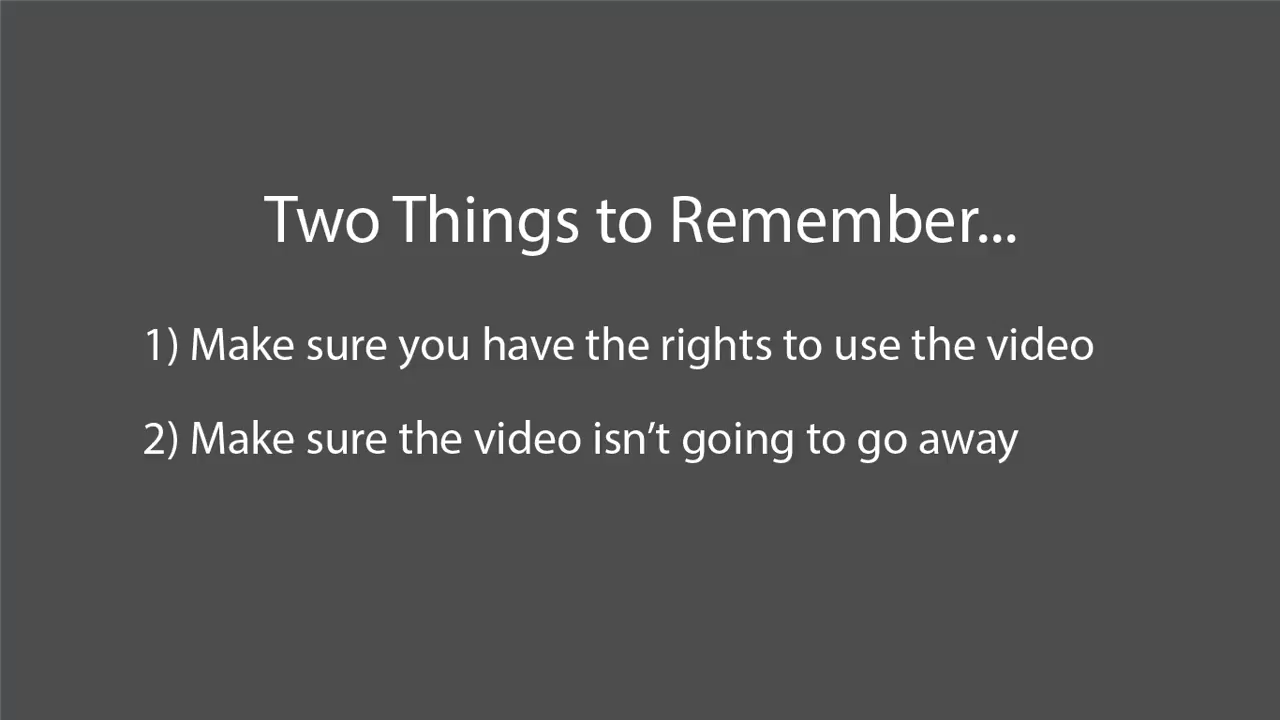 Two Things to Remember...
1) Make sure you have the rights to use the video
2) Make sure the video isn’t going to go away